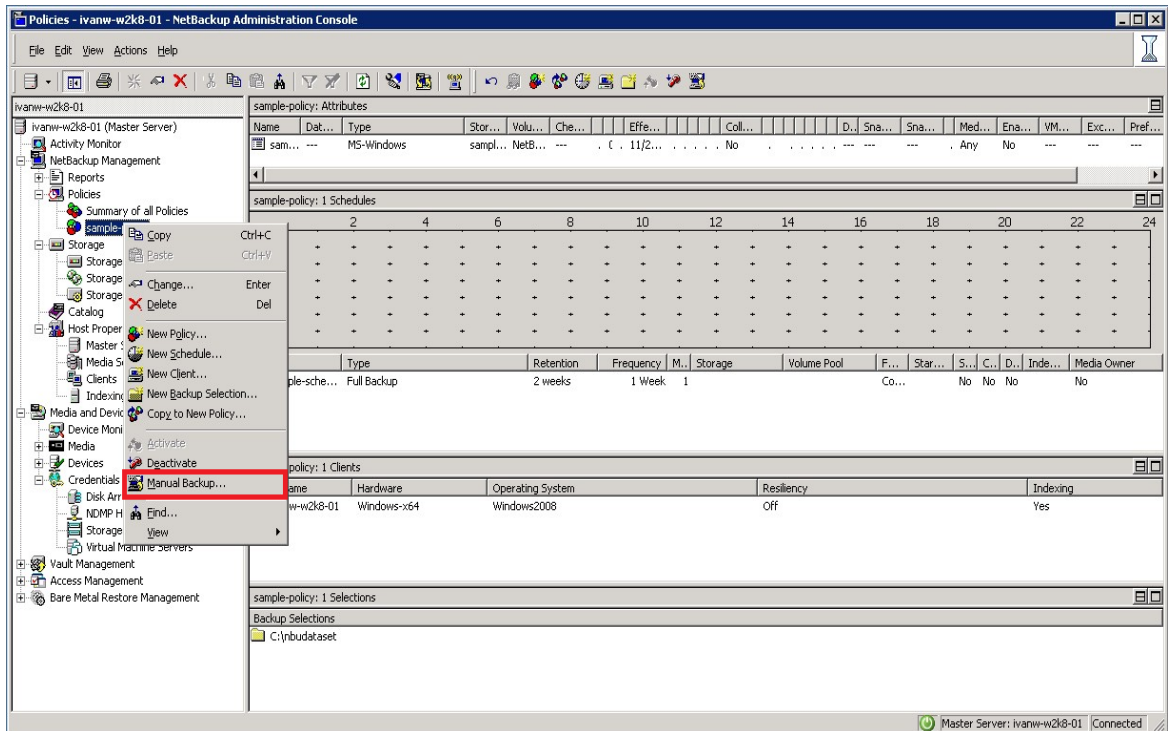 Policies - ivanw-w2k8-01 - NetBackup Administration Console
File Edit View Actions Help
ivanw-w2k8-01
ivanw-w2k8-01 (Master Server)
Activity Monitor
NetBackup Management
Reports
Policies
Summary of all Policies
sample-
Storage
Storage
Storage
Storage
Catalog
Host Proper
Master S
Media Se
Clients
Indexing
Media and Devic
Device Moni
Media
Devices
Credentials
Disk Arr
NDMP H
Storage
Virtual Machine Servers
Vault Management
Access Management
Bare Metal Restore Management
Copy Ctrl+C
Paste Ctrl+V
Change... Enter
Delete Del
New Policy...
New Schedule...
New Client...
New Backup Selection...
Copy to New Policy...
Activate
Deactivate
Manual Backup...
Find...
View
sample-policy: Attributes
Name Dat... Type Stor... Volu... Che... Effe... Coll... D.. Sna... Sna... Med... Ena... VM... Exc... Pref...
sam... --- MS-Windows sampl... NetB... --- . ( . 11/2... . . . . . No . . . . . . --- --- --- . Any No --- --- ---
sample-policy: 1 Schedules
2 4 6 8 10 12 14 16 18 20 22 24
Type Retention Frequency M.. Storage Volume Pool F... Star... S... C.. D.. Inde... Media Owner
ple-sche... Full Backup 2 weeks 1 Week 1 Co... No No No No
policy: 1 Clients
ame Hardware Operating System Resiliency Indexing
w-w2k8-01 Windows-x64 Windows2008 Off Yes
sample-policy: 1 Selections
Backup Selections
C:\nbudataset
Master Server: ivanw-w2k8-01 Connected